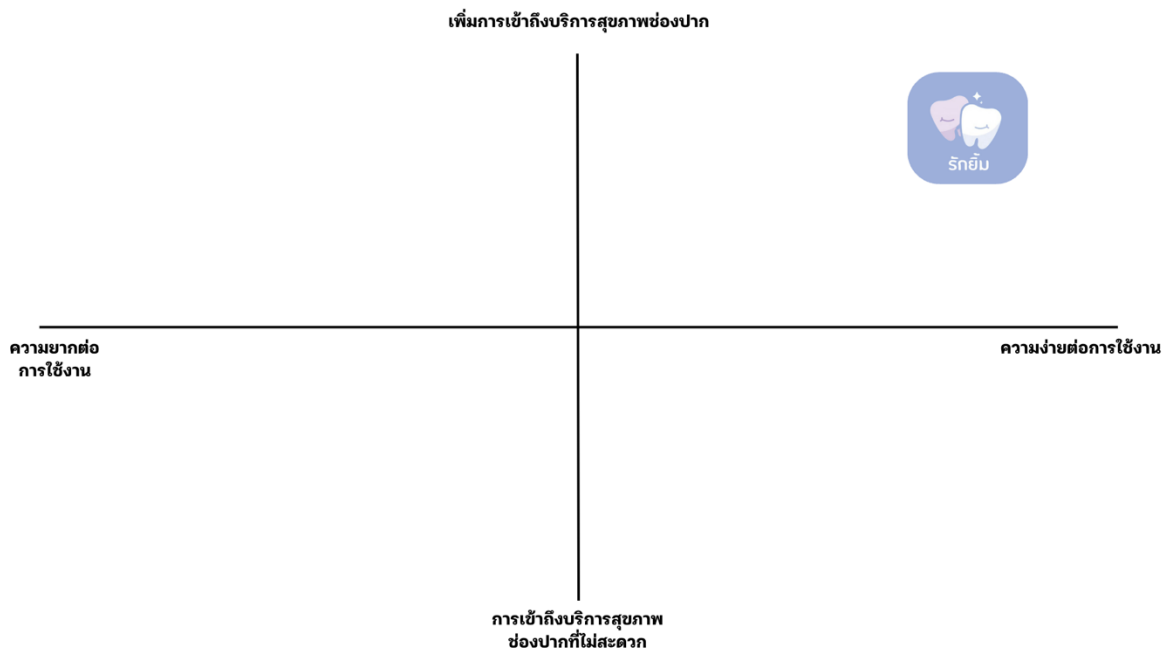 เพิ่มการเข้าถึงบริการสุขภาพช่องปาก
รักยิ้ม
ความยากต่อ
การใช้งาน
ความง่ายต่อการใช้งาน
การเข้าถึงบริการสุขภาพ
ช่องปากที่ไม่สะดวก